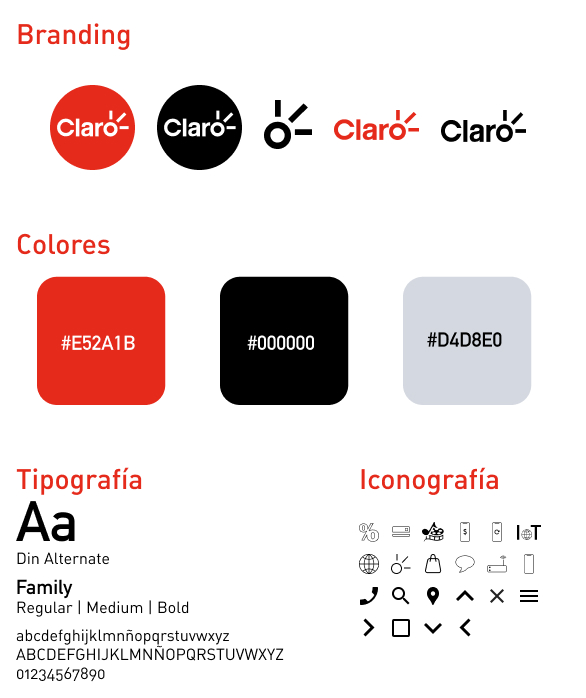 Branding
Claro
Claro
Claro
Claro
Colores
#E52A1B
#000000
#D4D8E0
Tipografía
Aa
Din Alternate
Family
Regular | Medium | Bold
abcdefghijklmnñopqrstuvwxyz
ABCDEFGHIJKLMNÑOPQRSTUVWXYZ
01234567890
Iconografía
%
$
IoT